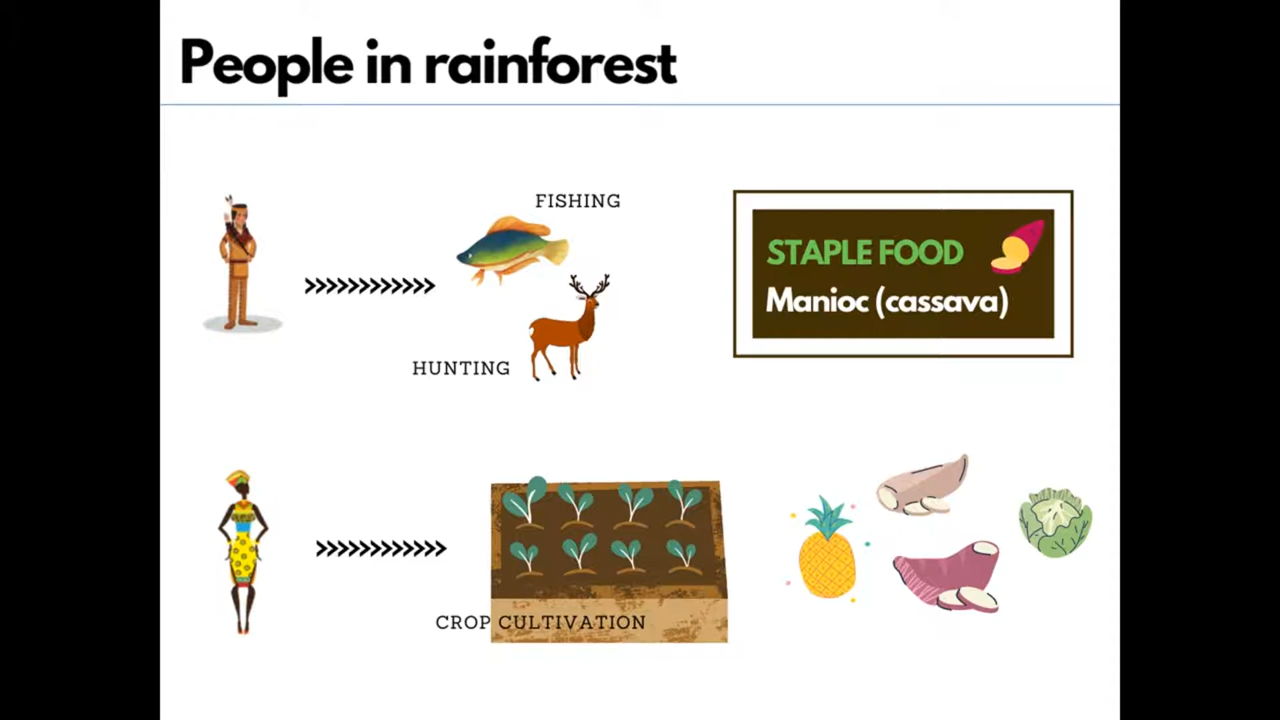 People in rainforest
FISHING
HUNTING
STAPLE FOOD
Manioc (cassava)
CROP CULTIVATION